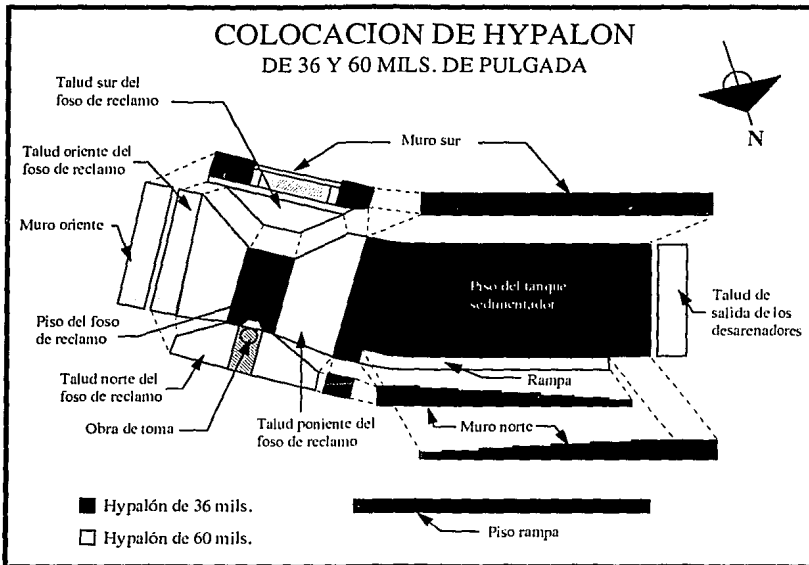 COLOCACION DE HYPALON
DE 36 Y 60 MILS. DE PULGADA
Talud sur del
foso de reclamo
N
Talud oriente del
foso de reclamo
Muro sur
Muro oriente
Piso del tanque
sedimentador
Talud de
salida de los
desarenadores
Piso del foso
de reclamo
Rampa
Talud norte del
foso de reclamo
Obra de toma
Talud poniente del
foso de reclamo
Muro norte
Hypalón de 36 mils.
Hypalón de 60 mils.
Piso rampa